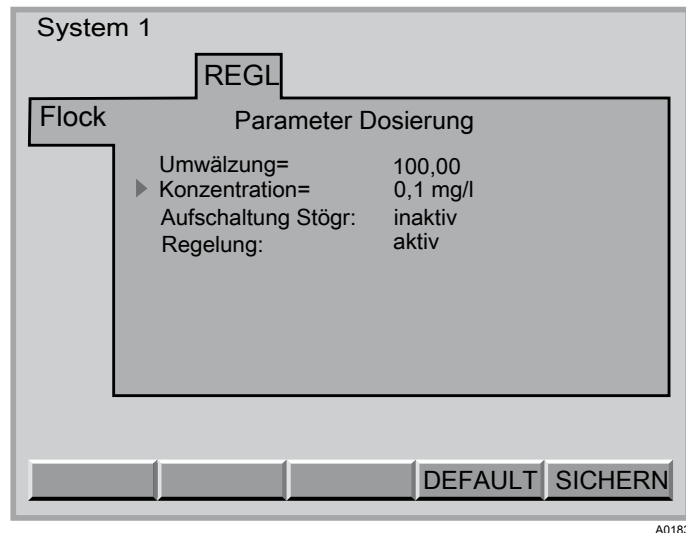 System 1
REGL
Flock
Parameter Dosierung
Umwälzung= 100,00
Konzentration= 0,1 mg/l
Aufschaltung Stögr: inaktiv
Regelung: aktiv
DEFAULT SICHERN
A0183